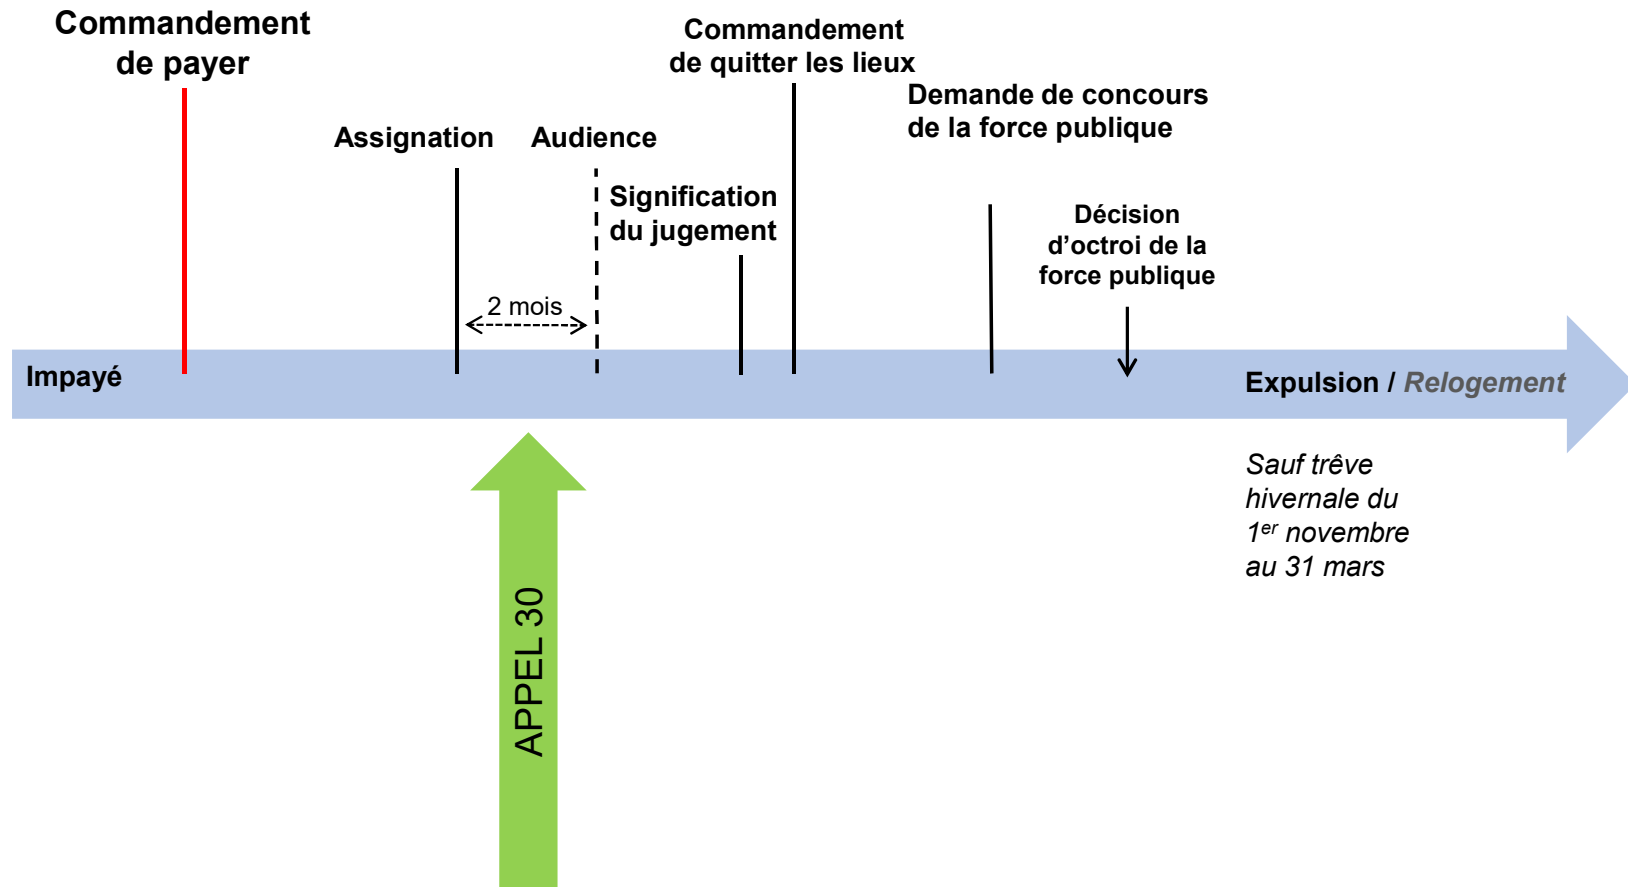 Commandement
de payer
Assignation
Audience
2 mois
Signification
du jugement
Commandement
de quitter les lieux
Demande de concours
de la force publique
Décision
d’octroi de la
force publique
Impayé
Expulsion / Relogement
Sauf trêve
hivernale du
1er novembre
au 31 mars
APPEL 30